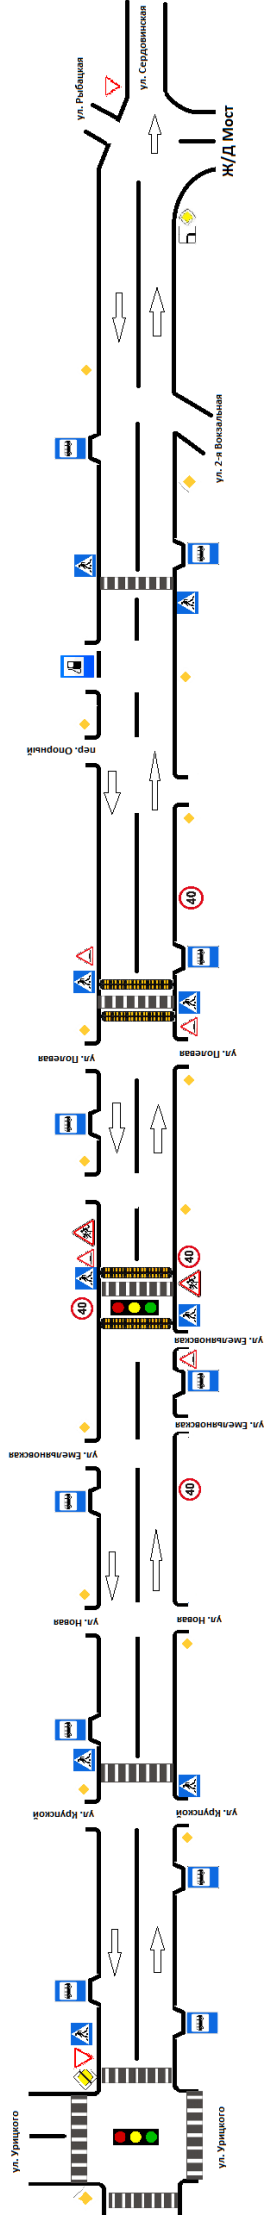 ул. Рыбацкая
ул. Сердовинская
Ж/Д Мост
ул. 2-я Вокзальная
пер. Опорный
40
ул. Полевая
ул. Полевая
40
40
ул. Емельяновская
ул. Емельяновская
ул. Емельяновская
40
ул. Новая
ул. Новая
ул. Крупской
ул. Крупской
ул. Урицкого
ул. Урицкого